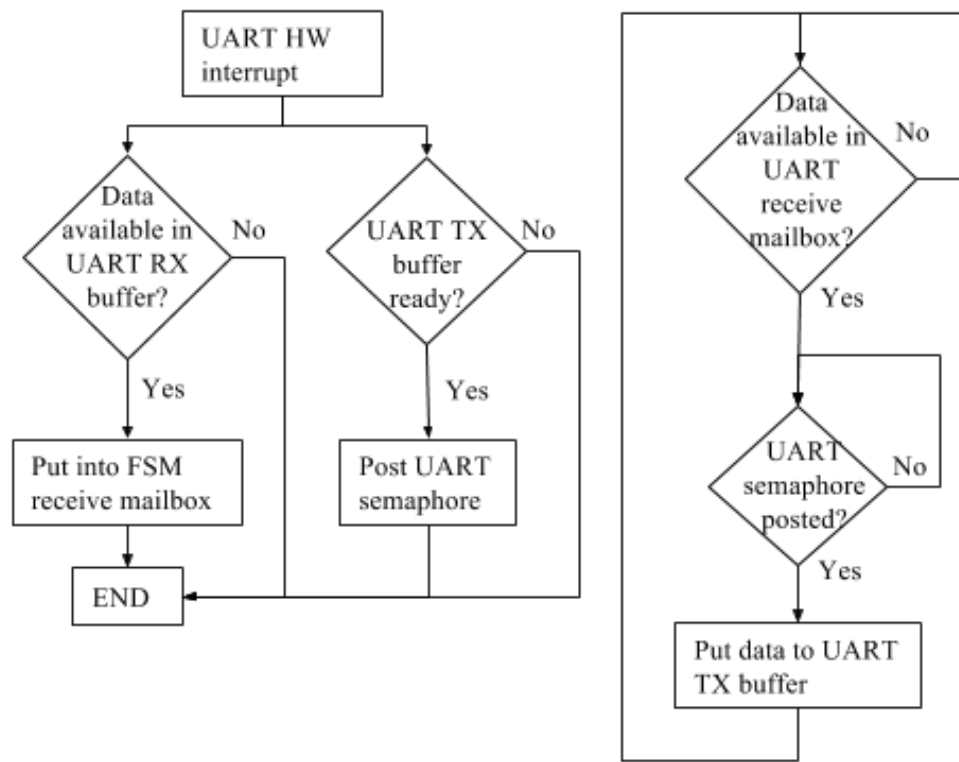 UART HW
interrupt
Data
available in
UART RX
buffer?
No
Yes
Put into FSM
receive mailbox
END
UART TX
buffer
ready?
No
Yes
Post UART
semaphore
Data
available in
UART
receive
mailbox?
No
Yes
UART
semaphore
posted?
No
Yes
Put data to UART
TX buffer